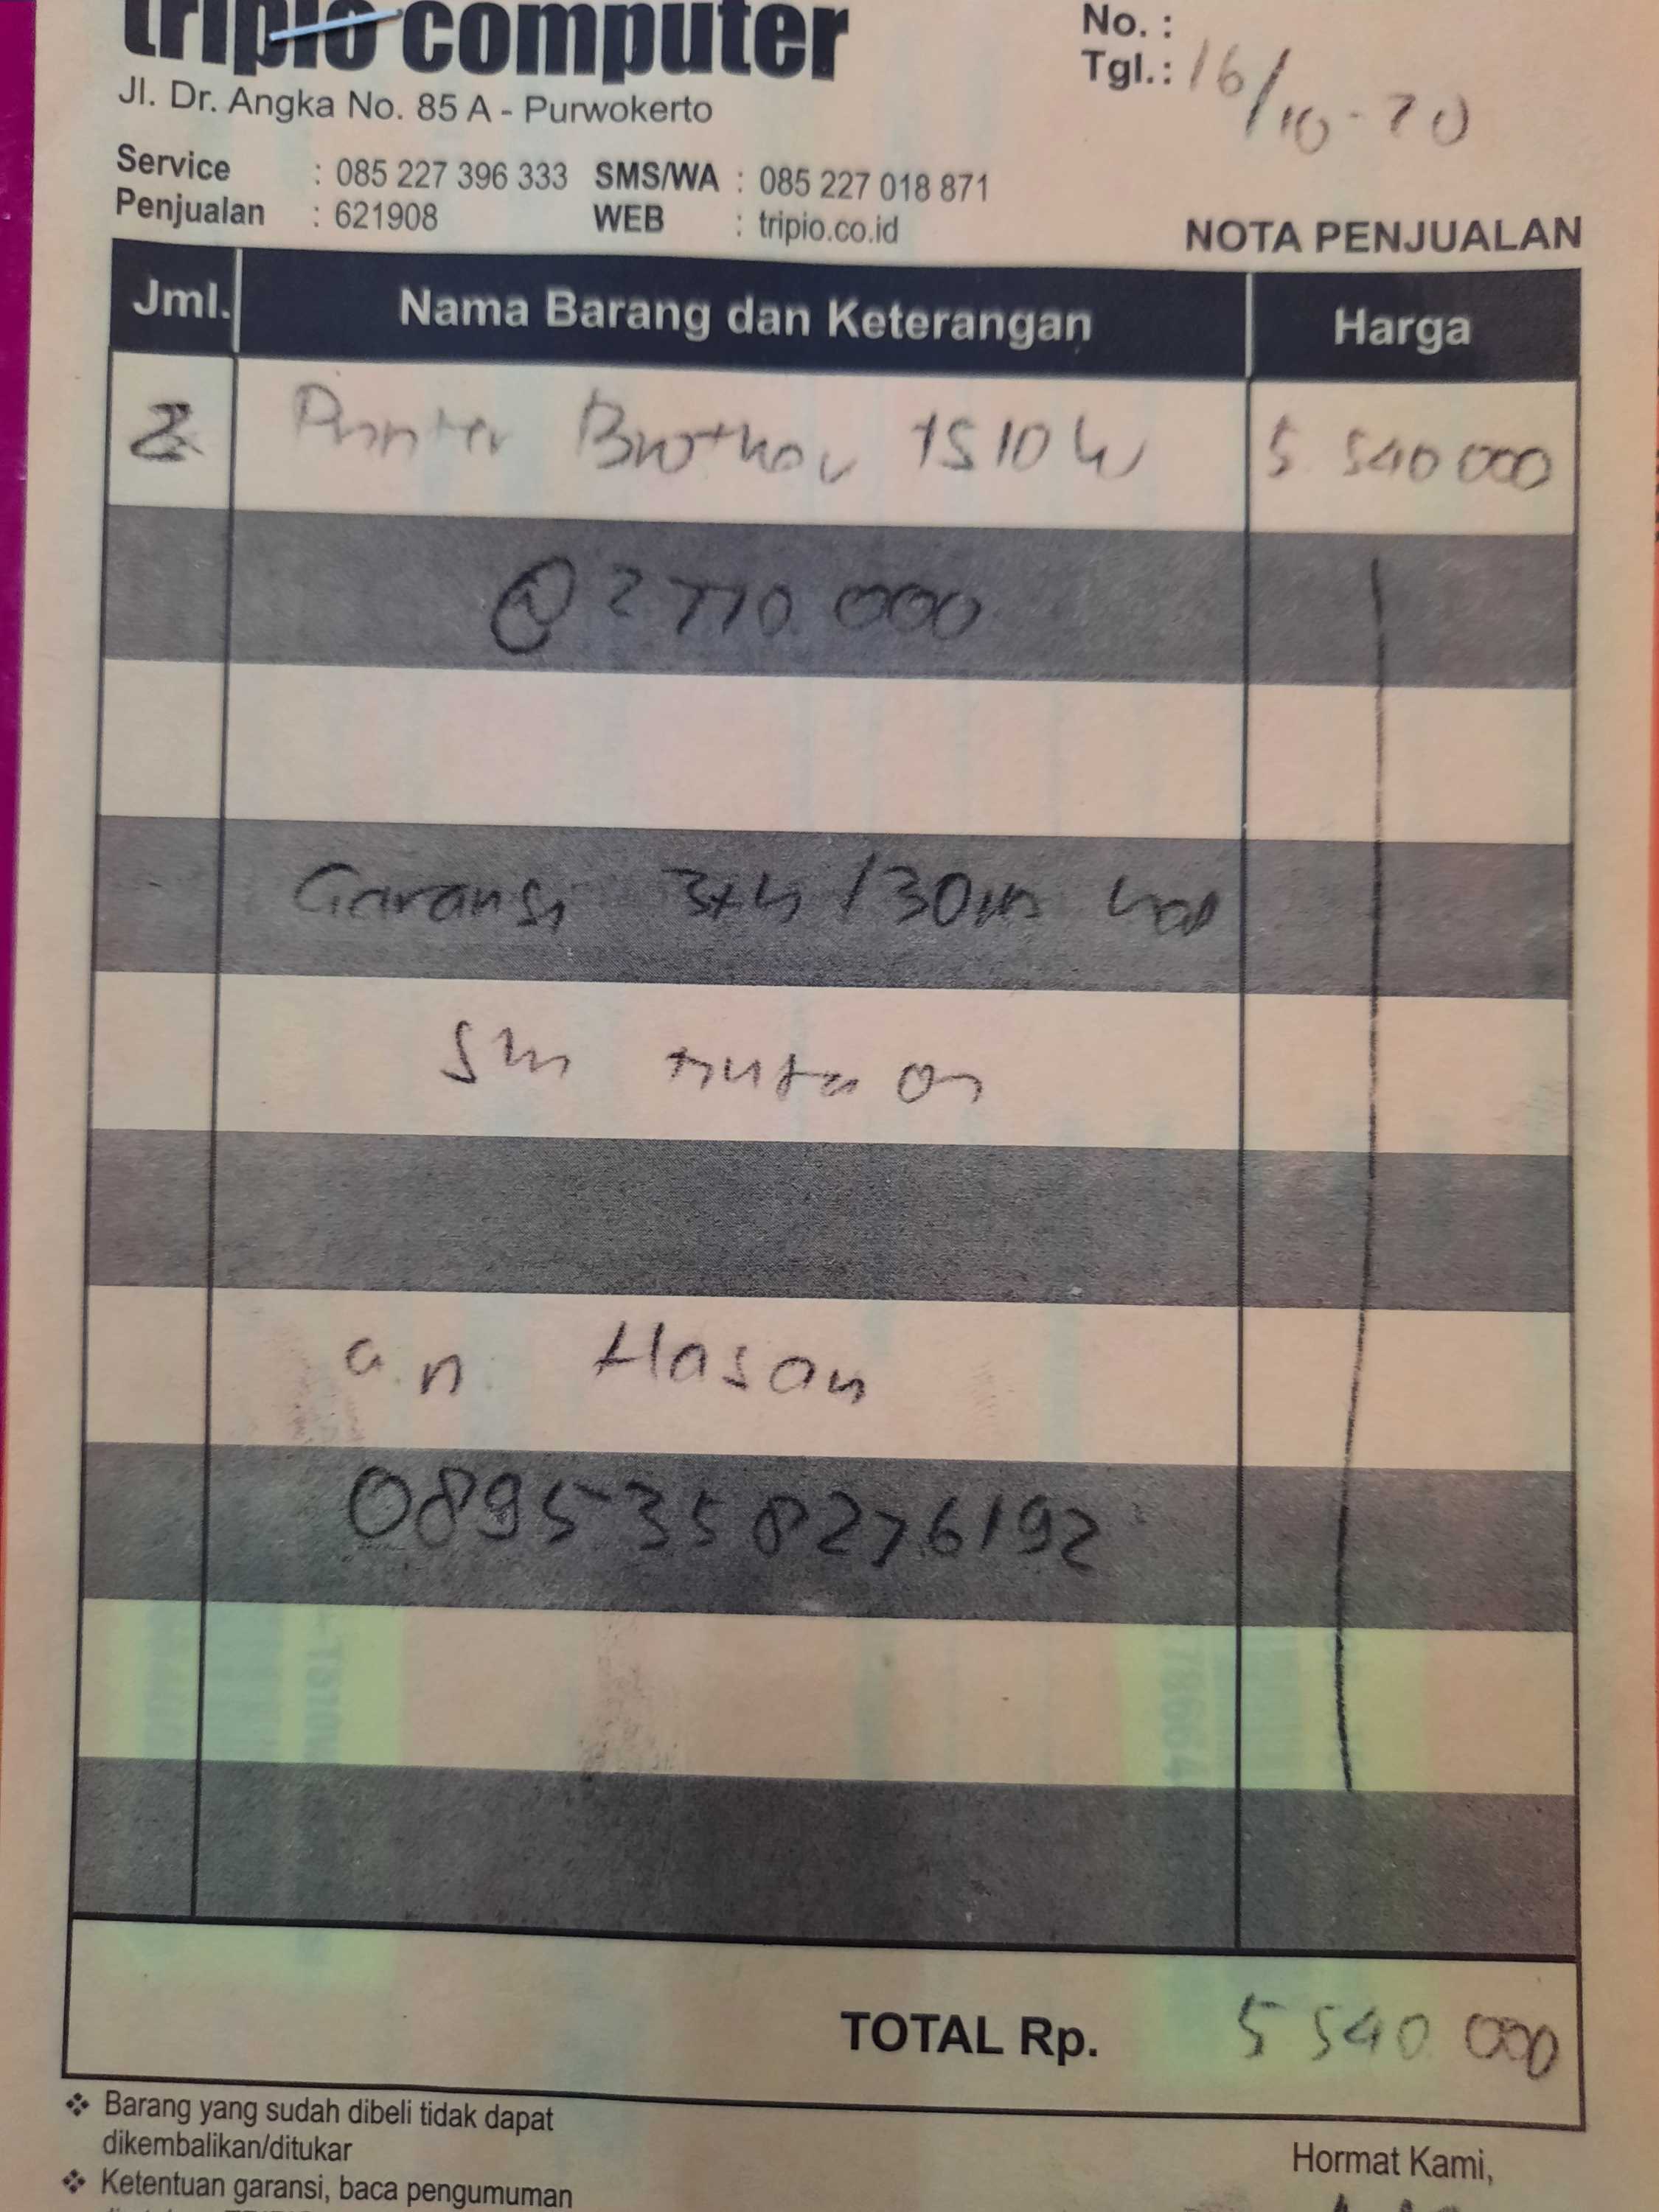 tripio computer
No. :
Tgl.: 16/10-20
Jl. Dr. Angka No. 85 A - Purwokerto
Service : 085 227 396 333 SMS/WA : 085 227 018 871
Penjualan : 621908 WEB : tripio.co.id
NOTA PENJUALAN
Jml. Nama Barang dan Keterangan Harga
2 Printer Brother T510W 5 540 000
@ 2770.000
Garansi 3th /30
a.n. Hasan
0895358276192
TOTAL Rp. 5 540 000
Barang yang sudah dibeli tidak dapat
dikembalikan/ditukar
Ketentuan garansi, baca pengumuman
Hormat Kami,